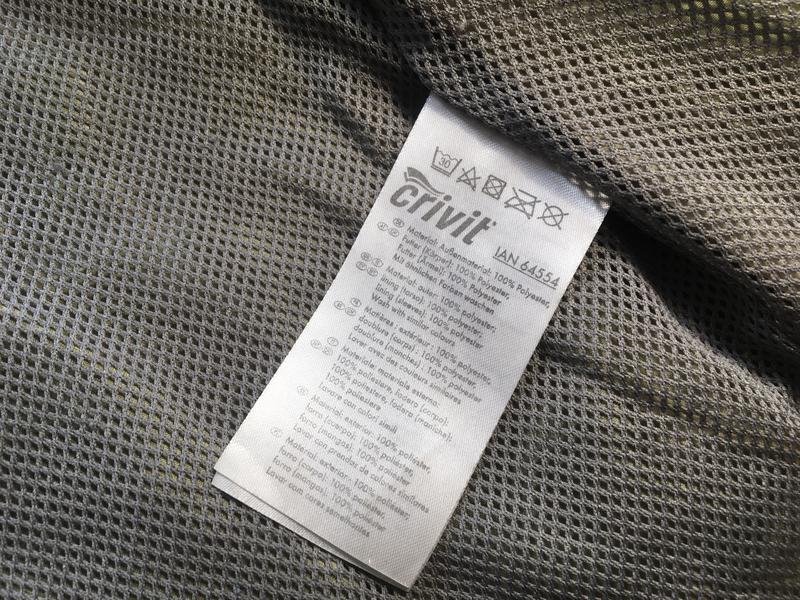 30
crivit
IAN 64554
DE AT CH Material: Außenmaterial: 100% Polyester,
Futter (Körper): 100% Polyester,
Futter (Ärmel): 100% Polyester
Mit ähnlichen Farben waschen
Material: outer: 100% polyester;
lining (torso): 100% polyester,
lining (sleeves): 100% polyester
Wash with similar colours
Matières: extérieur: 100% polyester,
doublure (corps): 100% polyester,
doublure (manches): 100% polyester
Laver avec des couleurs similaires
Materiale: materiale esterno:
100% poliestere, fodera (corpo):
100% poliestere, fodera (maniche):
100% poliestere
Lavare con colori simili
Material: exterior: 100% poliéster,
forro (cuerpo): 100% poliéster,
forro (mangas): 100% poliéster
Lavar con prendas de colores similares
Material: exterior: 100% poliéster,
forro (corpo): 100% poliéster,
forro (mangas): 100% poliéster
Lavar com cores semelhantes